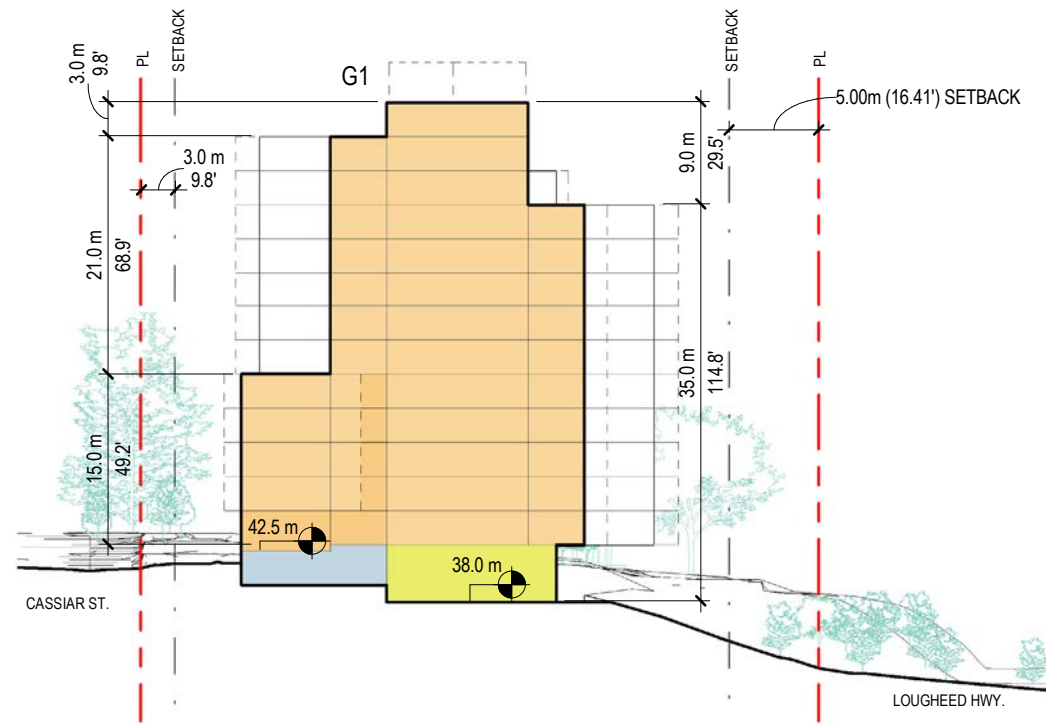 3.0 m
9.8'
PL
SETBACK
G1
SETBACK
PL
5.00m (16.41') SETBACK
3.0 m
9.8'
9.0 m
29.5'
21.0 m
68.9'
35.0 m
114.8'
15.0 m
49.2'
42.5 m
38.0 m
CASSIAR ST.
LOUGHEED HWY.